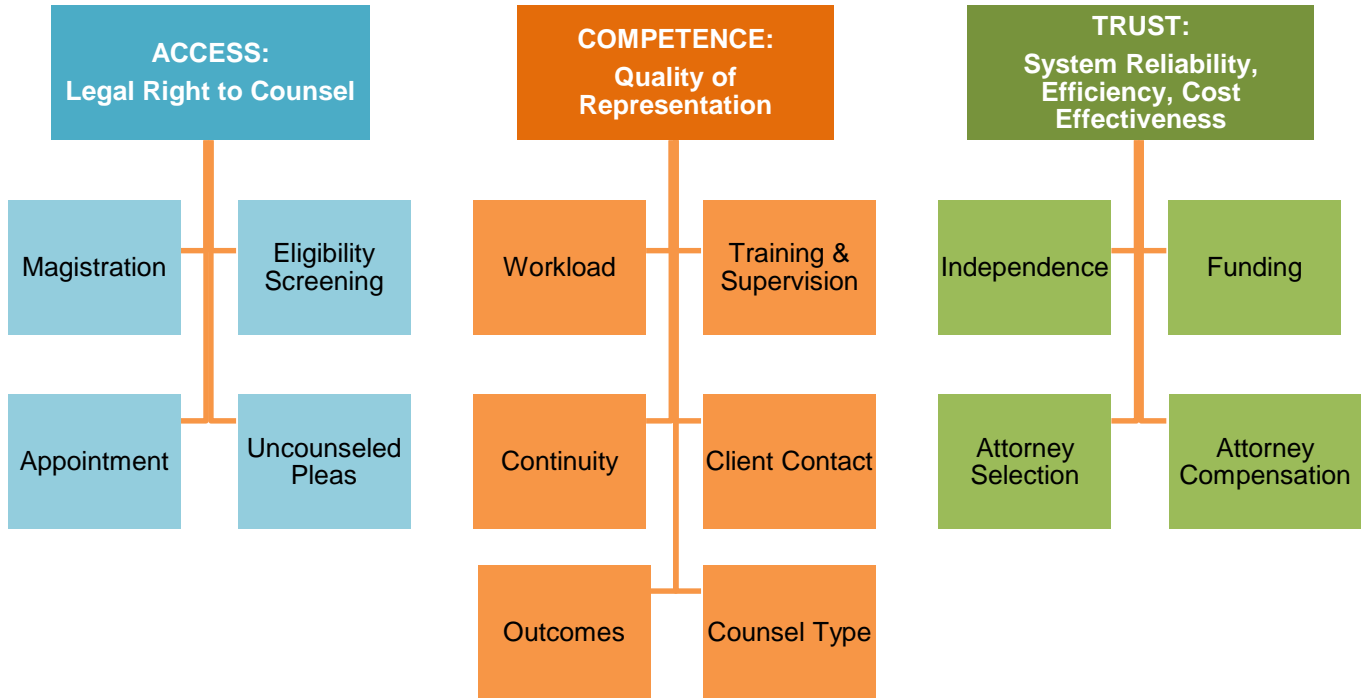 ACCESS:
Legal Right to Counsel
Magistration
Eligibility
Screening
Appointment
Uncounseled
Pleas
COMPETENCE:
Quality of
Representation
Workload
Training &
Supervision
Continuity
Client Contact
Outcomes
Counsel Type
TRUST:
System Reliability,
Efficiency, Cost
Effectiveness
Independence
Funding
Attorney
Selection
Attorney
Compensation